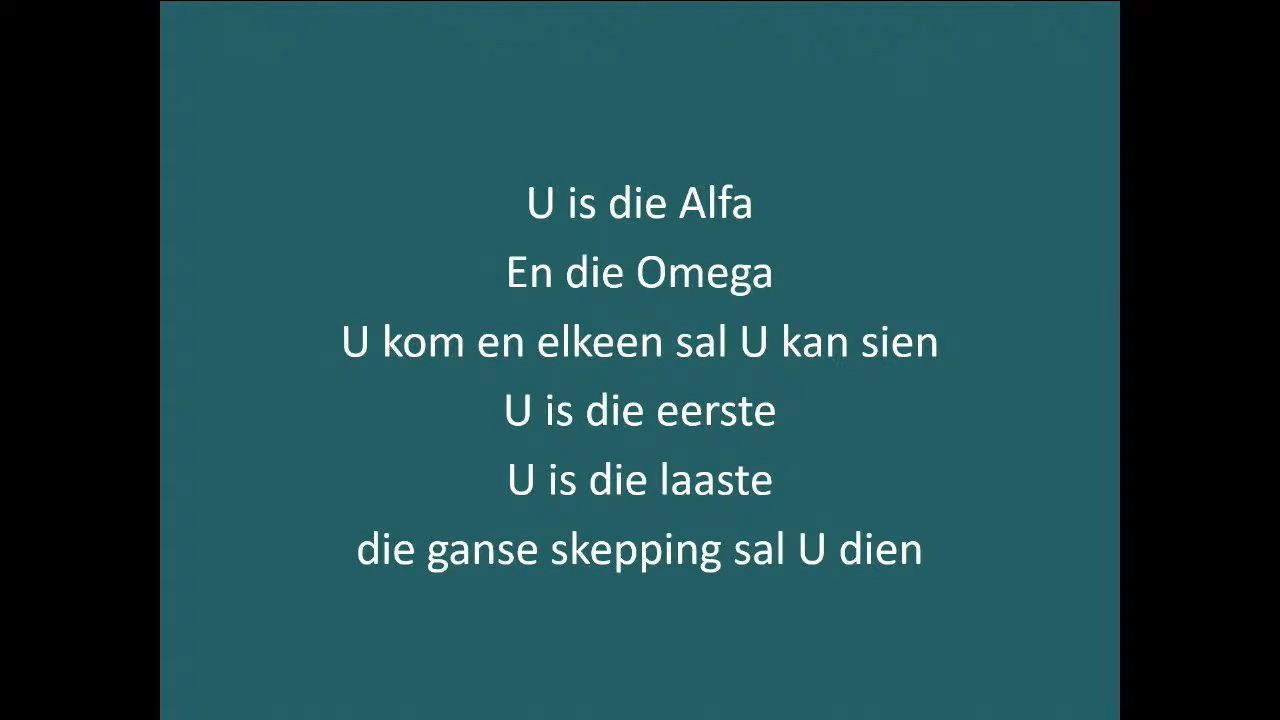 U is die Alfa
En die Omega
U kom en elkeen sal U kan sien
U is die eerste
U is die laaste
die ganse skepping sal U dien